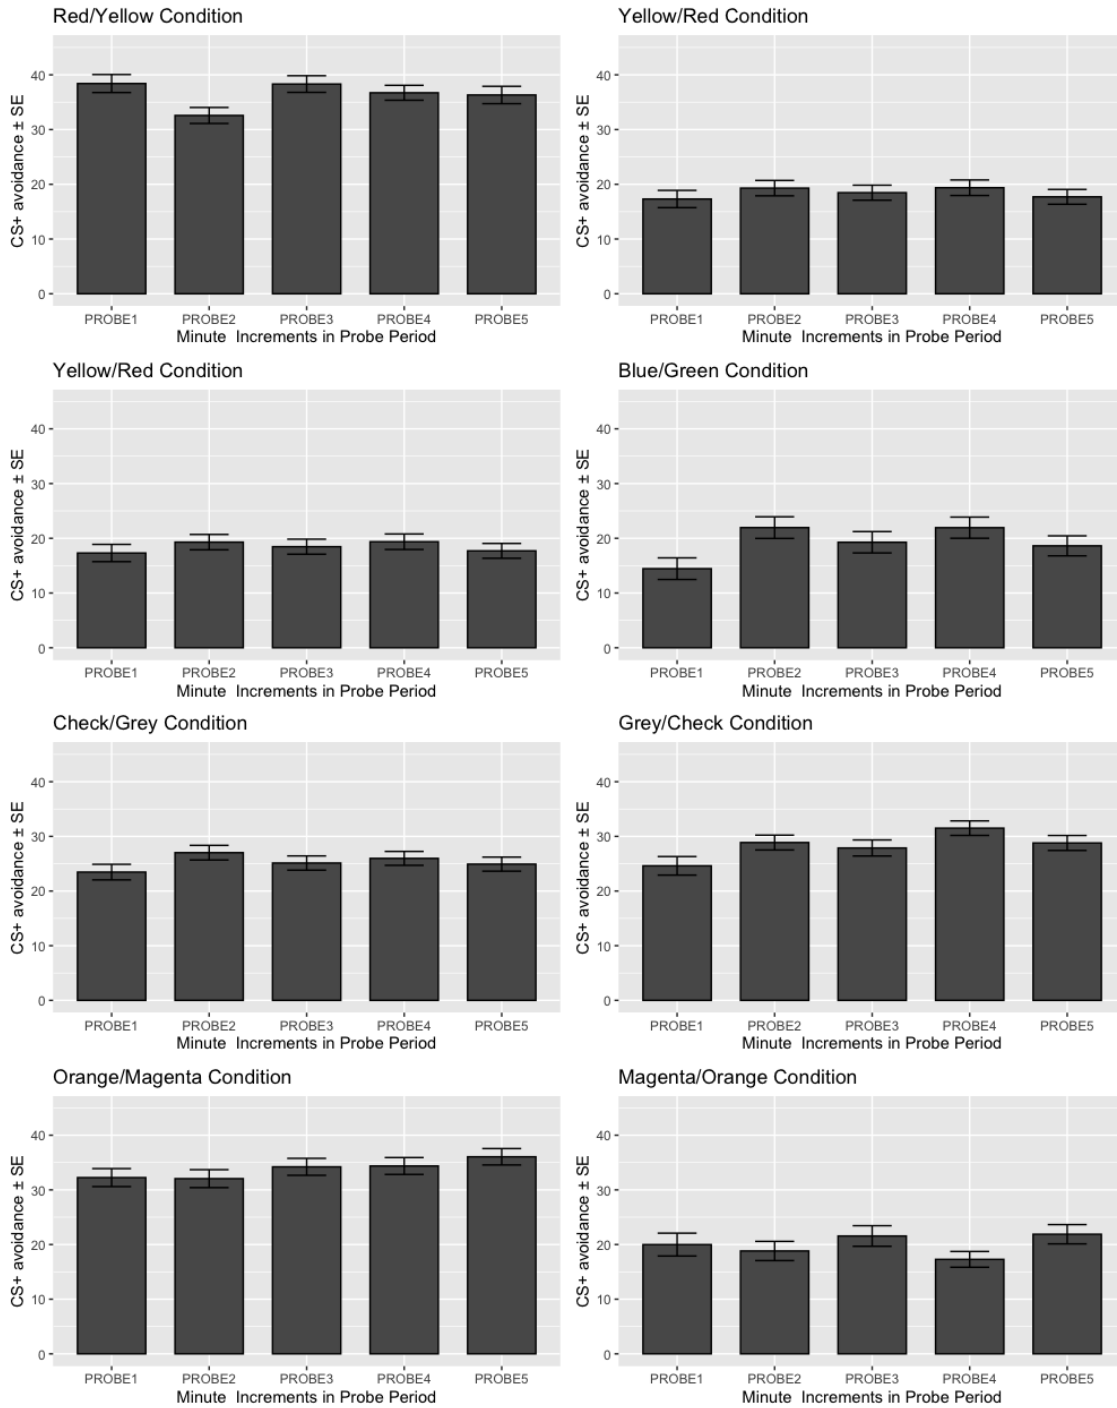 Red/Yellow Condition
CS+ avoidance ± SE
40
30
20
10
0
PROBE1 PROBE2 PROBE3 PROBE4 PROBE5
Minute  Increments in Probe Period
Yellow/Red Condition
CS+ avoidance ± SE
40
30
20
10
0
PROBE1 PROBE2 PROBE3 PROBE4 PROBE5
Minute  Increments in Probe Period
Yellow/Red Condition
CS+ avoidance ± SE
40
30
20
10
0
PROBE1 PROBE2 PROBE3 PROBE4 PROBE5
Minute  Increments in Probe Period
Blue/Green Condition
CS+ avoidance ± SE
40
30
20
10
0
PROBE1 PROBE2 PROBE3 PROBE4 PROBE5
Minute  Increments in Probe Period
Check/Grey Condition
CS+ avoidance ± SE
40
30
20
10
0
PROBE1 PROBE2 PROBE3 PROBE4 PROBE5
Minute  Increments in Probe Period
Grey/Check Condition
CS+ avoidance ± SE
40
30
20
10
0
PROBE1 PROBE2 PROBE3 PROBE4 PROBE5
Minute  Increments in Probe Period
Orange/Magenta Condition
CS+ avoidance ± SE
40
30
20
10
0
PROBE1 PROBE2 PROBE3 PROBE4 PROBE5
Minute  Increments in Probe Period
Magenta/Orange Condition
CS+ avoidance ± SE
40
30
20
10
0
PROBE1 PROBE2 PROBE3 PROBE4 PROBE5
Minute  Increments in Probe Period